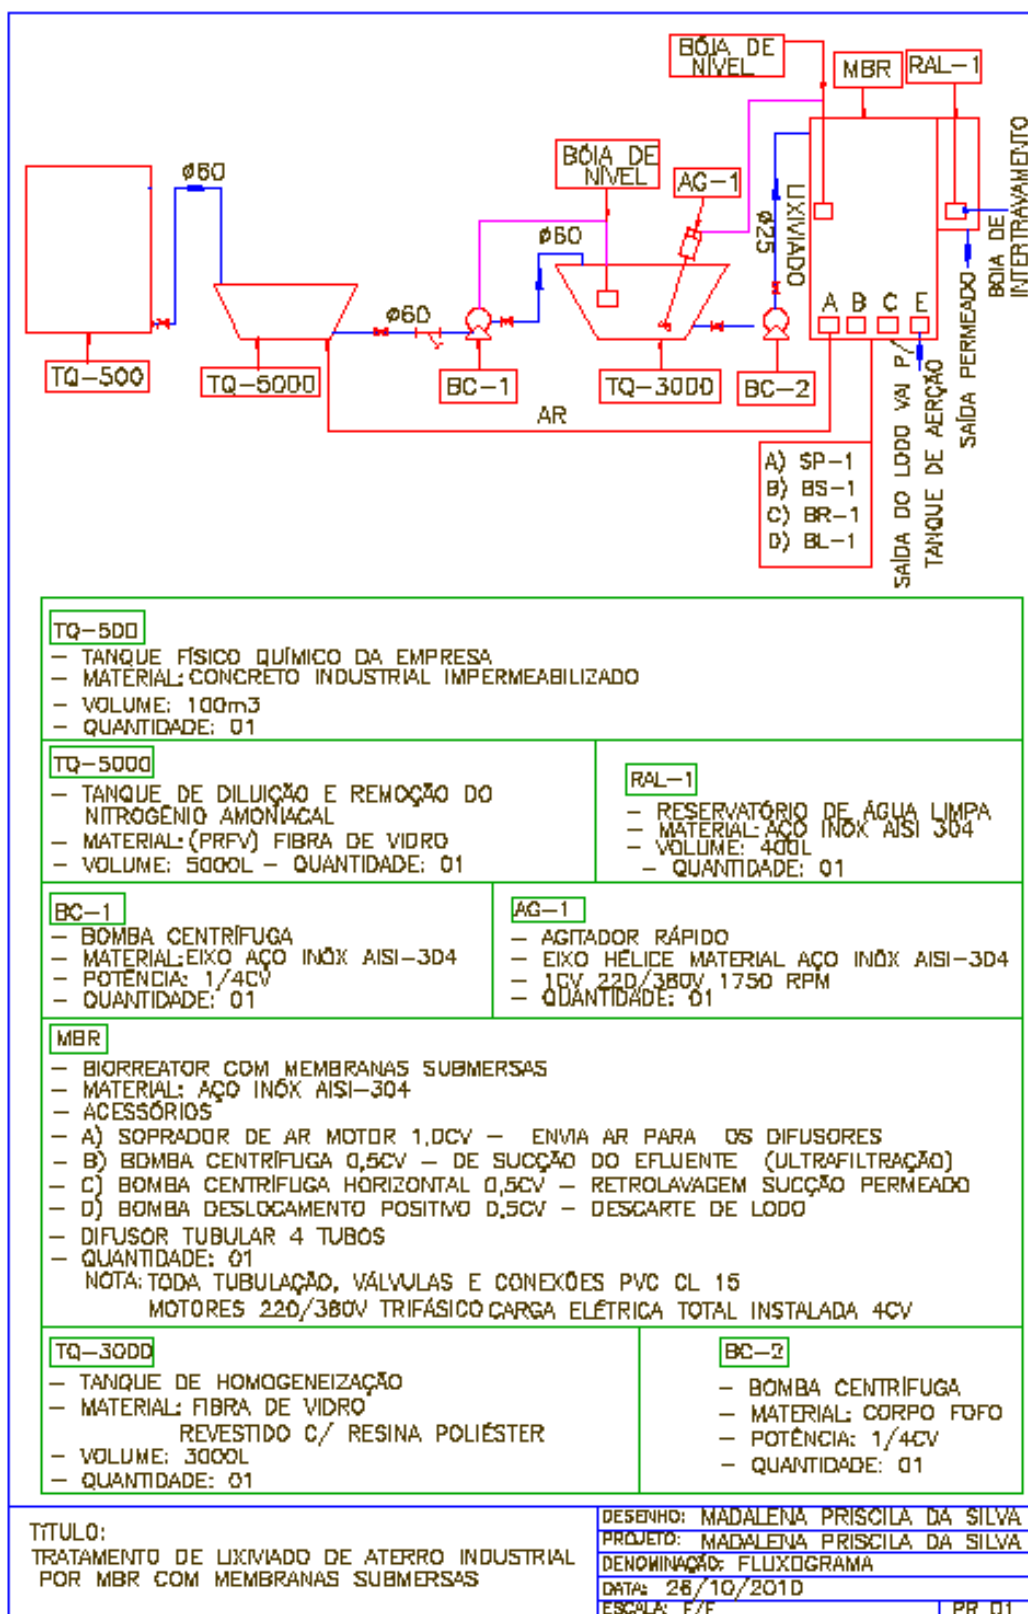 BÓIA DE
NÍVEL
MBR
RAL-1
BÓIA DE
NÍVEL
AG-1
ø60
ø60
ø60
ø25
LIXIVIADO
BÓIA DE
INTERTRAVAMENTO
A B C E
TQ-500
TQ-5000
BC-1
TQ-3000
BC-2
AR
A) SP-1
B) BS-1
C) BR-1
D) BL-1
SAÍDA DO LODO VAI P/
TANQUE DE AERÇÃO
SAÍDA PERMEADO
TQ-500
- TANQUE FÍSICO QUÍMICO DA EMPRESA
- MATERIAL: CONCRETO INDUSTRIAL IMPERMEABILIZADO
- VOLUME: 100m3
- QUANTIDADE: 01
TQ-5000
- TANQUE DE DILUIÇÃO E REMOÇÃO DO
NITROGÊNIO AMONIACAL
- MATERIAL: (PRFV) FIBRA DE VIDRO
- VOLUME: 5000L - QUANTIDADE: 01
RAL-1
- RESERVATÓRIO DE ÁGUA LIMPA
- MATERIAL: AÇO INÓX AISI 304
- VOLUME: 400L
- QUANTIDADE: 01
BC-1
- BOMBA CENTRÍFUGA
- MATERIAL: EIXO AÇO INÓX AISI-304
- POTÊNCIA: 1/4CV
- QUANTIDADE: 01
AG-1
- AGITADOR RÁPIDO
- EIXO HÉLICE MATERIAL AÇO INÓX AISI-304
- 1CV 220/380V 1750 RPM
- QUANTIDADE: 01
MBR
- BIORREATOR COM MEMBRANAS SUBMERSAS
- MATERIAL: AÇO INÓX AISI-304
- ACESSÓRIOS
- A) SOPRADOR DE AR MOTOR 1,0CV - ENVIA AR PARA OS DIFUSORES
- B) BOMBA CENTRÍFUGA 0,5CV - DE SUCÇÃO DO EFLUENTE (ULTRAFILTRAÇÃO)
- C) BOMBA CENTRÍFUGA HORIZONTAL 0,5CV - RETROLAVAGEM SUCÇÃO PERMEADO
- D) BOMBA DESLOCAMENTO POSITIVO 0,5CV - DESCARTE DE LODO
- DIFUSOR TUBULAR 4 TUBOS
- QUANTIDADE: 01
NOTA: TODA TUBULAÇÃO, VÁLVULAS E CONEXÕES PVC CL 15
MOTORES 220/380V TRIFÁSICO CARGA ELÉTRICA TOTAL INSTALADA 4CV
TQ-3000
- TANQUE DE HOMOGENEIZAÇÃO
- MATERIAL: FIBRA DE VIDRO
REVESTIDO C/ RESINA POLIÉSTER
- VOLUME: 3000L
- QUANTIDADE: 01
BC-2
- BOMBA CENTRÍFUGA
- MATERIAL: CORPO FOFO
- POTÊNCIA: 1/4CV
- QUANTIDADE: 01
TÍTULO:
TRATAMENTO DE LIXIVIADO DE ATERRO INDUSTRIAL
POR MBR COM MEMBRANAS SUBMERSAS
DESENHO: MADALENA PRISCILA DA SILVA
PROJETO: MADALENA PRISCILA DA SILVA
DENOMINAÇÃO: FLUXOGRAMA
DATA: 26/10/2010
ESCALA: F/E PR 01